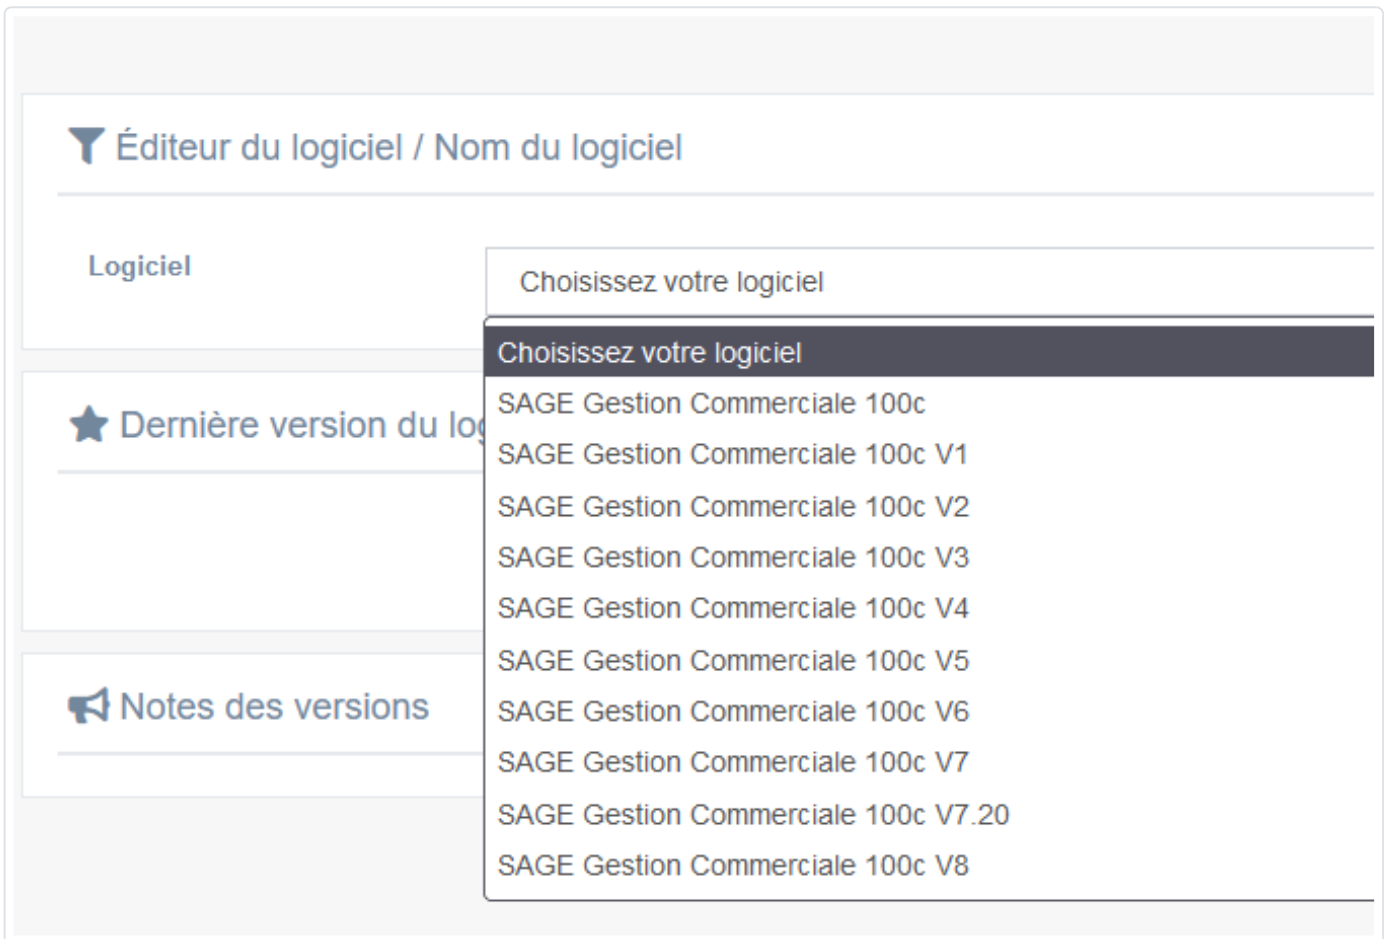 Éditeur du logiciel / Nom du logiciel
Logiciel
Choisissez votre logiciel
Choisissez votre logiciel
SAGE Gestion Commerciale 100c
SAGE Gestion Commerciale 100c V1
SAGE Gestion Commerciale 100c V2
SAGE Gestion Commerciale 100c V3
SAGE Gestion Commerciale 100c V4
SAGE Gestion Commerciale 100c V5
SAGE Gestion Commerciale 100c V6
SAGE Gestion Commerciale 100c V7
SAGE Gestion Commerciale 100c V7.20
SAGE Gestion Commerciale 100c V8
Dernière version du
Notes des versions